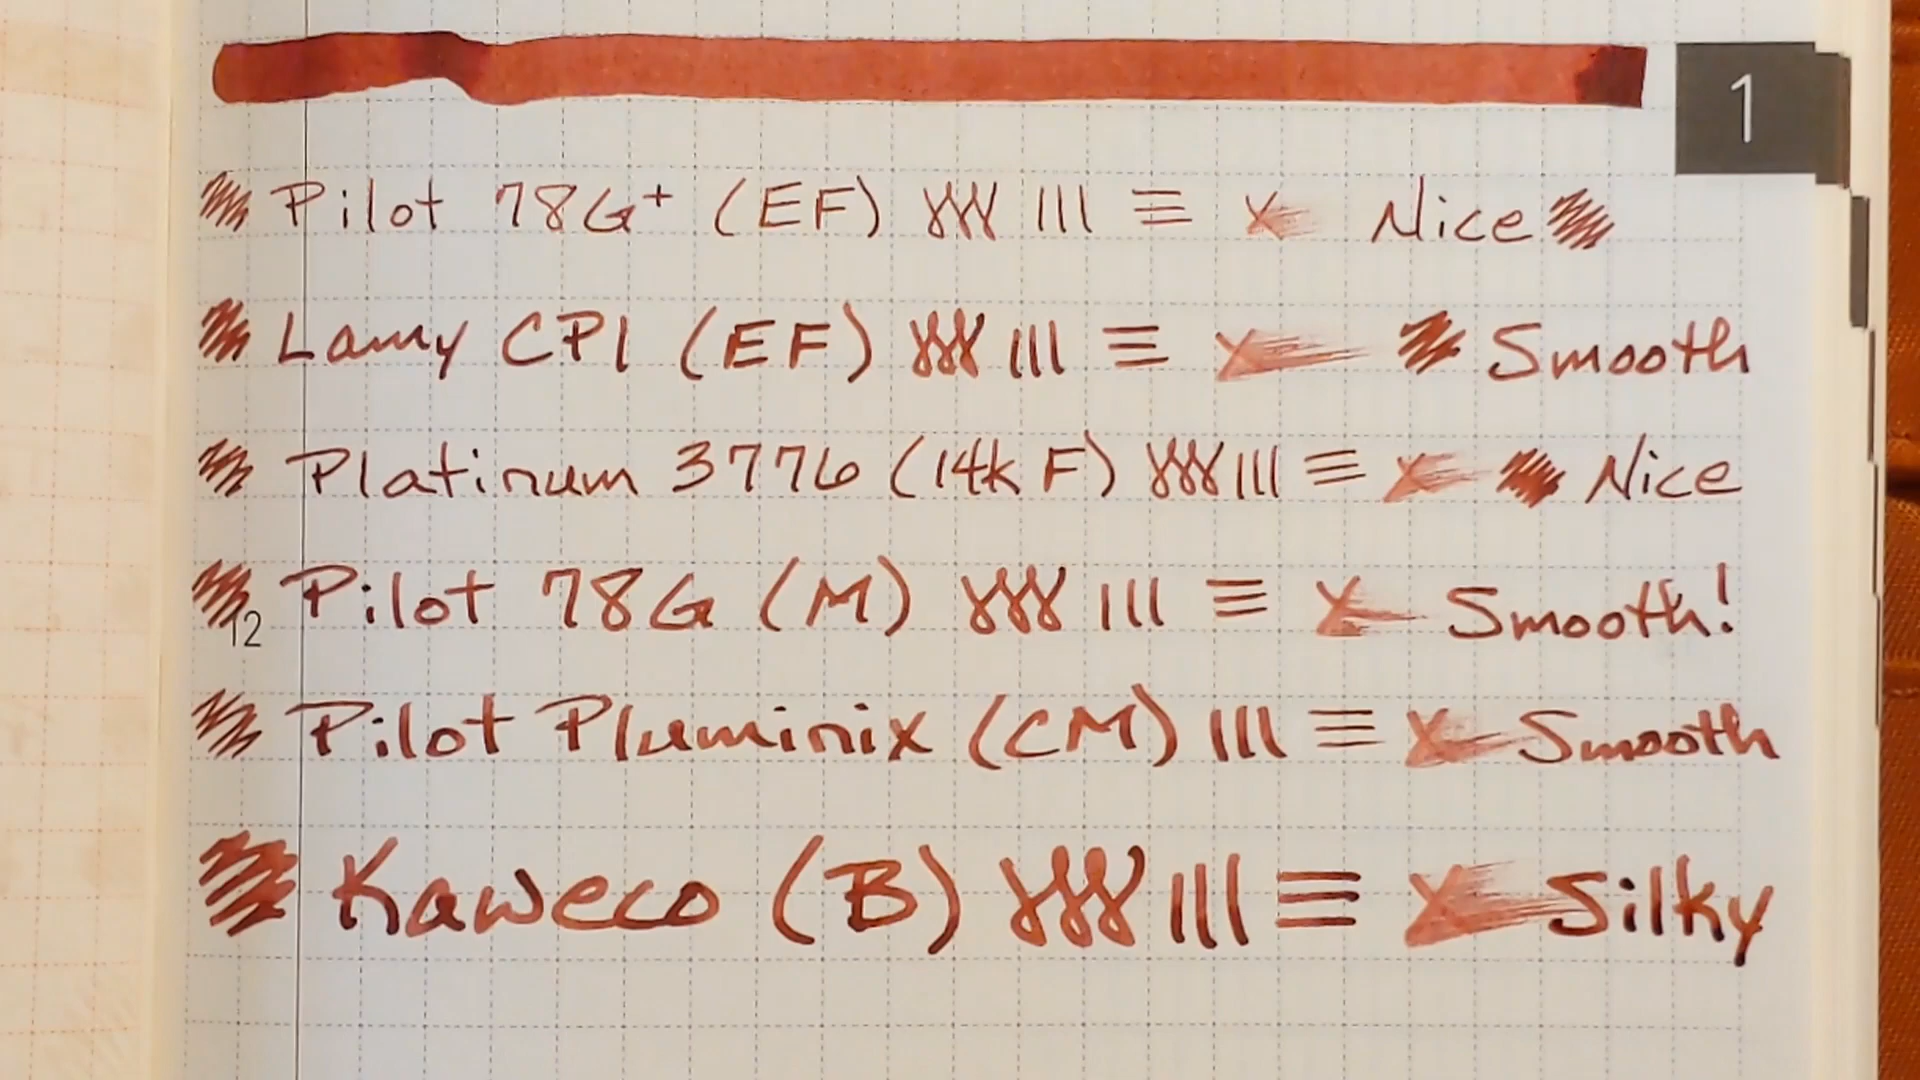 1
Pilot 78G+ (EF) Nice
Lamy CP1 (EF) x Smooth
Platinum 3776 (14k F) x Nice
Pilot 78G (M) x Smooth!
12
Pilot Pluminix (CM) x Smooth
Kaweco (B) x Silky